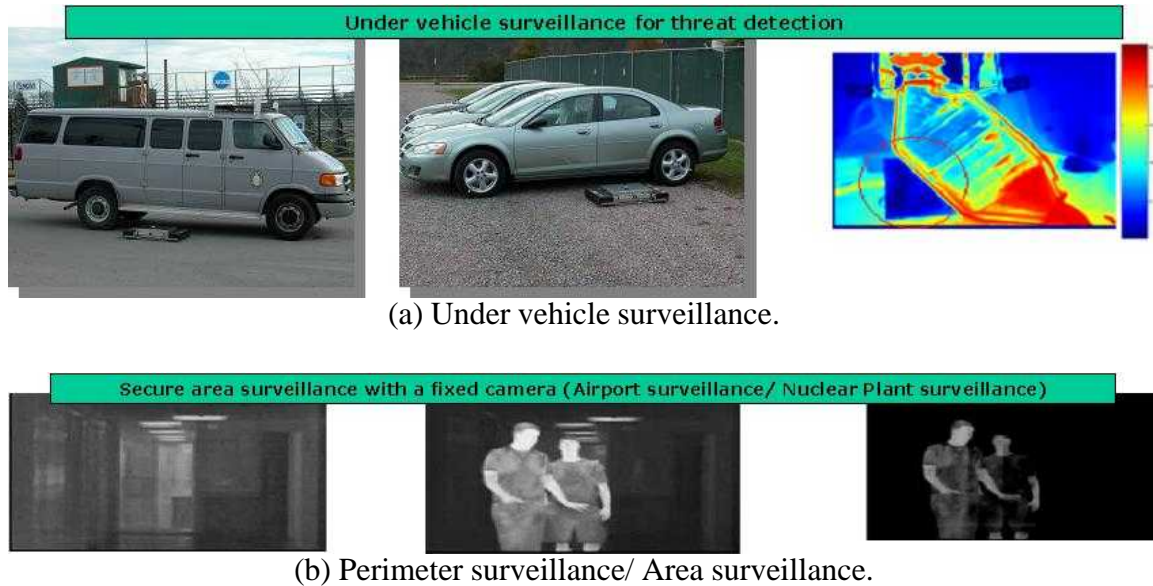 Under vehicle surveillance for threat detection
(a) Under vehicle surveillance.
Secure area surveillance with a fixed camera (Airport surveillance/ Nuclear Plant surveillance)
(b) Perimeter surveillance/ Area surveillance.